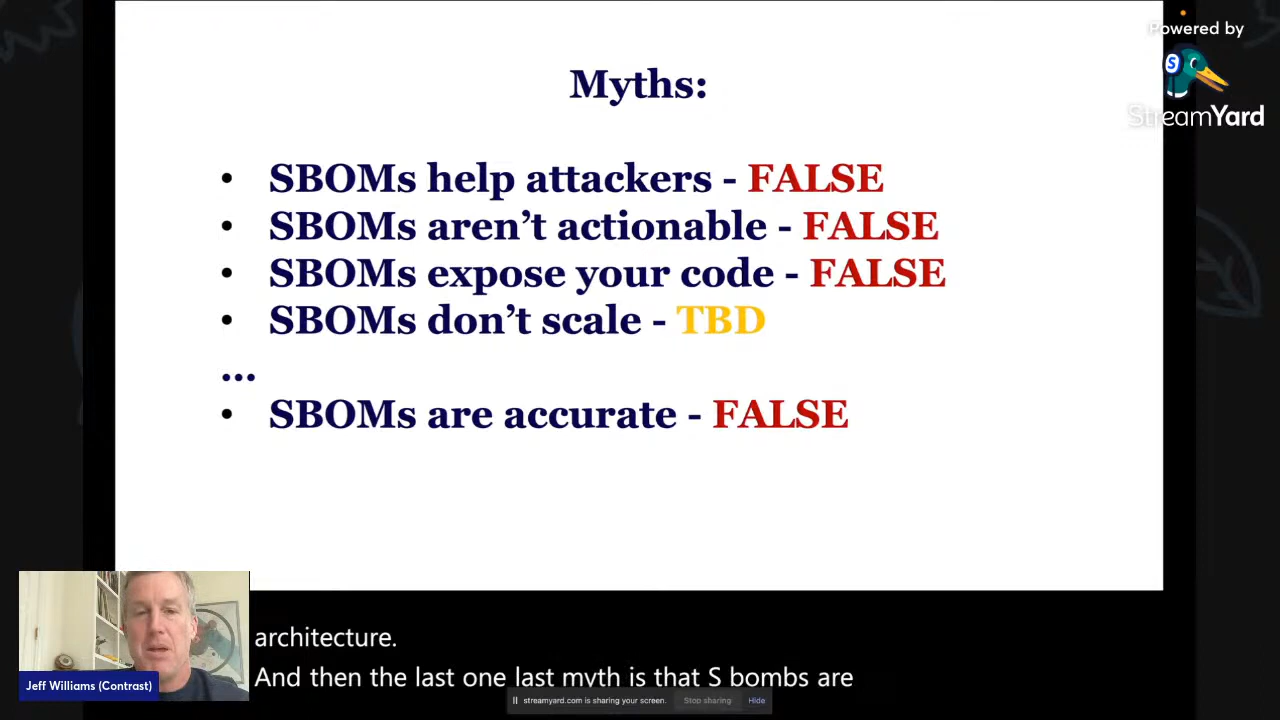 Powered by
StreamYard
Myths:
• SBOMs help attackers - FALSE
• SBOMs aren’t actionable - FALSE
• SBOMs expose your code - FALSE
• SBOMs don’t scale - TBD
...
• SBOMs are accurate - FALSE
architecture.
And then the last one last myth is that S bombs are
Jeff Williams (Contrast)
streamyard.com is sharing your screen. Stop sharing Hide